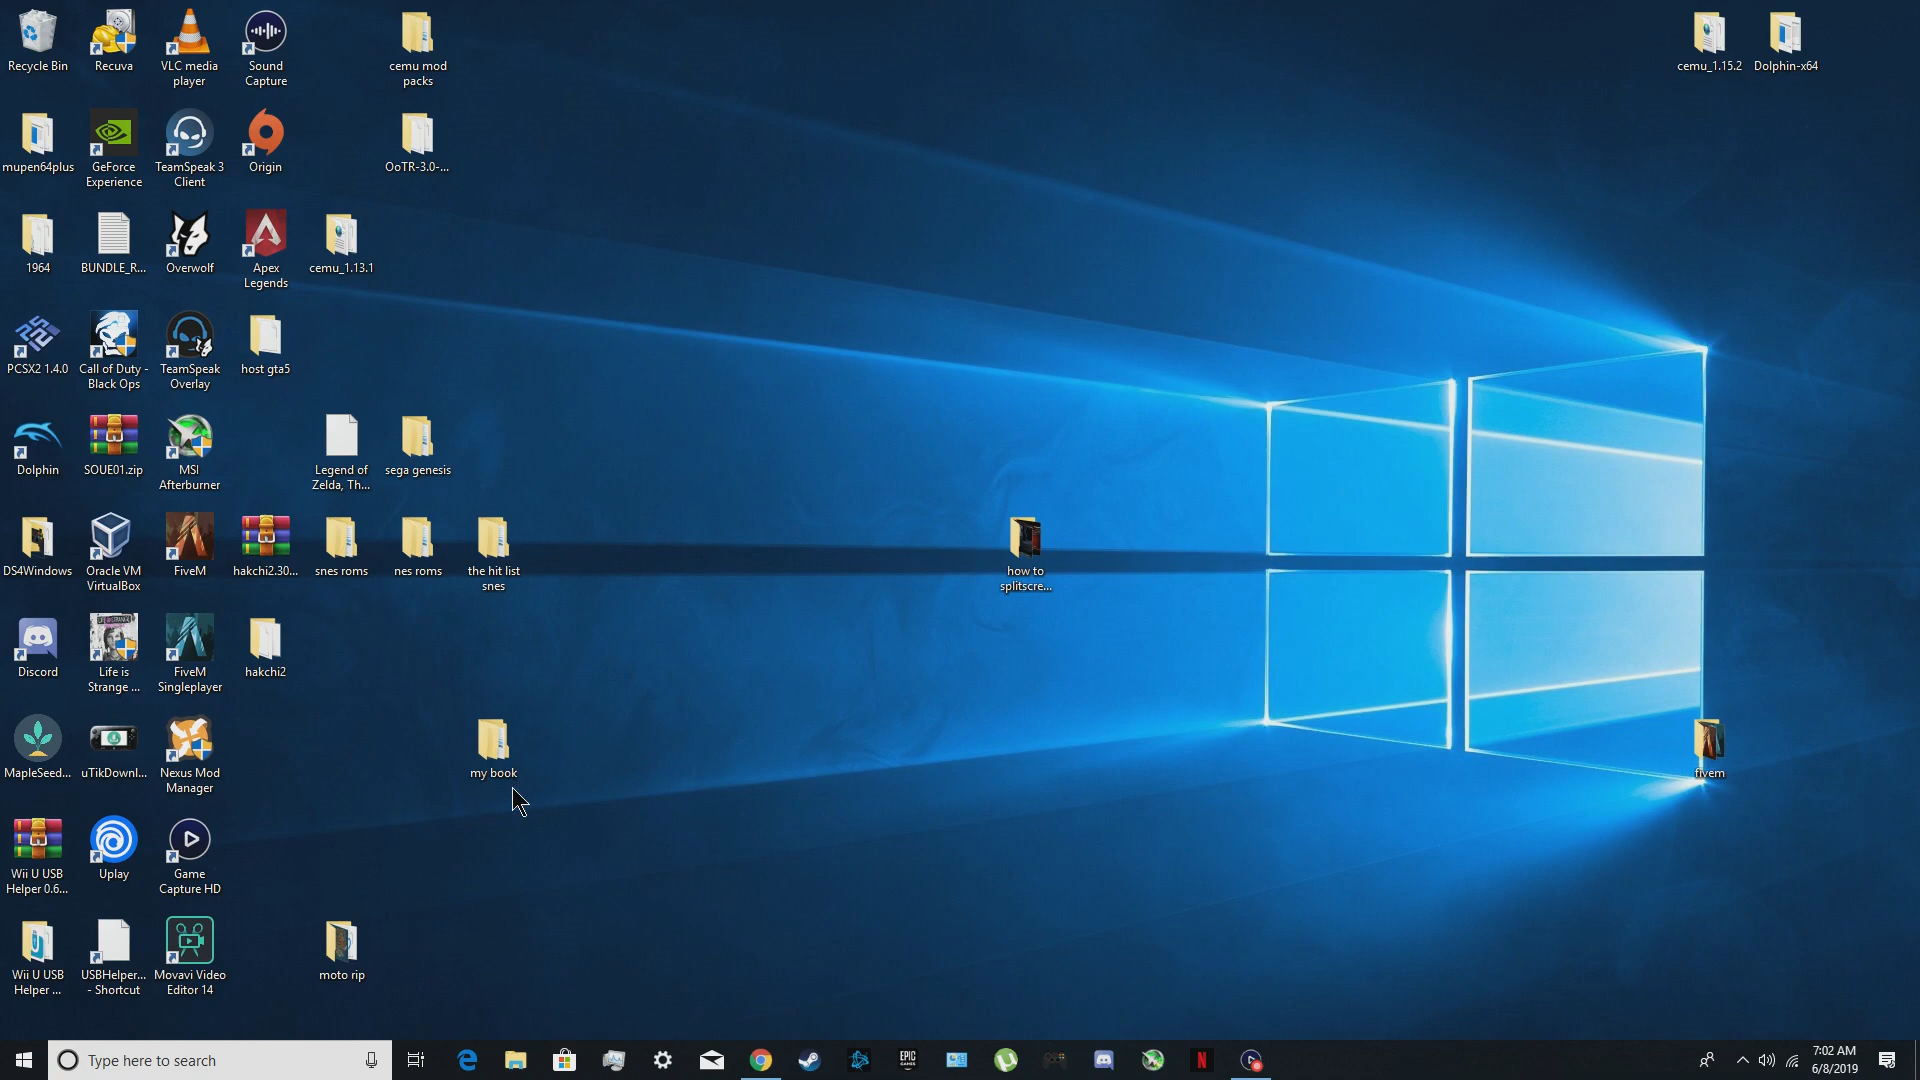 Recycle Bin
Recuva
VLC media
player
Sound
Capture
cemu mod
packs
cemu_1.15.2
Dolphin-x64
mupen64plus
GeForce
Experience
TeamSpeak 3
Client
Origin
OoTR-3.0-...
1964
BUNDLE_R...
Overwolf
Apex
Legends
cemu_1.13.1
PCSX2 1.4.0
Call of Duty -
Black Ops
TeamSpeak
Overlay
host gta5
Dolphin
SOUE01.zip
MSI
Afterburner
Legend of
Zelda, Th...
sega genesis
DS4Windows
Oracle VM
VirtualBox
FiveM
hakchi2.30...
snes roms
nes roms
the hit list
snes
how to
splitscre...
Discord
Life is
Strange ...
FiveM
Singleplayer
hakchi2
MapleSeed...
uTikDownl...
Nexus Mod
Manager
my book
fivem
Wii U USB
Helper 0.6...
Uplay
Game
Capture HD
Wii U USB
Helper ...
USBHelper...
- Shortcut
Movavi Video
Editor 14
moto rip
Type here to search
EPIC
GAMES
N
7:02 AM
6/8/2019